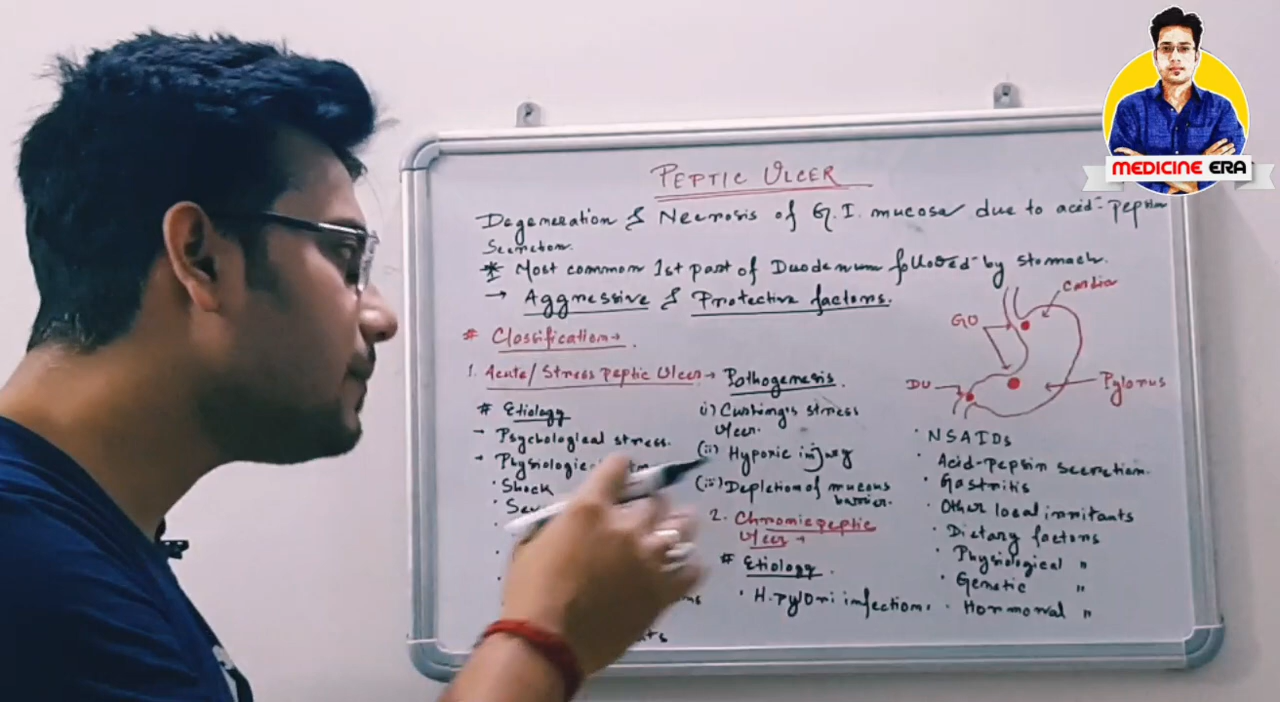 MEDICINE ERA
PEPTIC ULCER
Degeneration & Necrosis of G.I. mucosa due to acid-pepsin
secretion.
* Most common 1st part of Duodenum followed by stomach.
→ Aggressive & Protective factors.
# Classification →
1. Acute/Stress Peptic Ulcer →
# Etiology
→ Psychological stress.
→
· Shock
Pathogenesis.
i) Cushing's stress
ulcer.
(ii) Hypoxic injury
(iii) Depletion of mucous
barrier.
2. Chronic peptic
Ulcer →
# Etiology.
· H. pylori infection.
Cardia
GU
DU
Pylorus
· NSAIDs
· Acid-Pepsin secretion.
· Gastritis
· Other local irritants
· Dietary factors
· Physiological "
· Genetic "
· Hormonal "